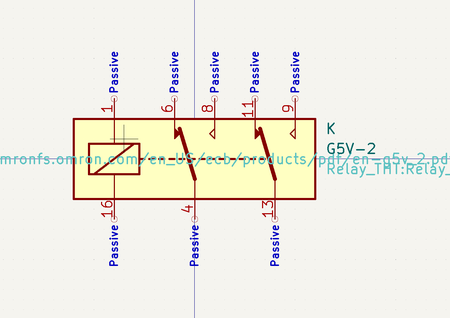 Passive Passive Passive Passive Passive
1 6 8 11 9
K
G5V-2
mronfs.omron.com/en_US/ecb/products/pdf/en-g5v_2.pd
Relay_THT:Relay_
16 4 13
Passive Passive Passive